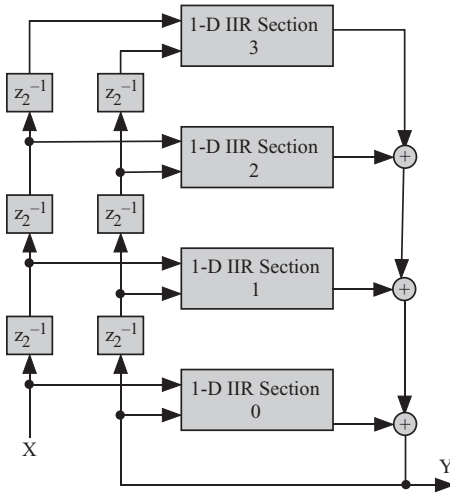 1-D IIR Section
3
z₂⁻¹
z₂⁻¹
1-D IIR Section
2
+
z₂⁻¹
z₂⁻¹
1-D IIR Section
1
+
z₂⁻¹
z₂⁻¹
1-D IIR Section
0
+
X
Y